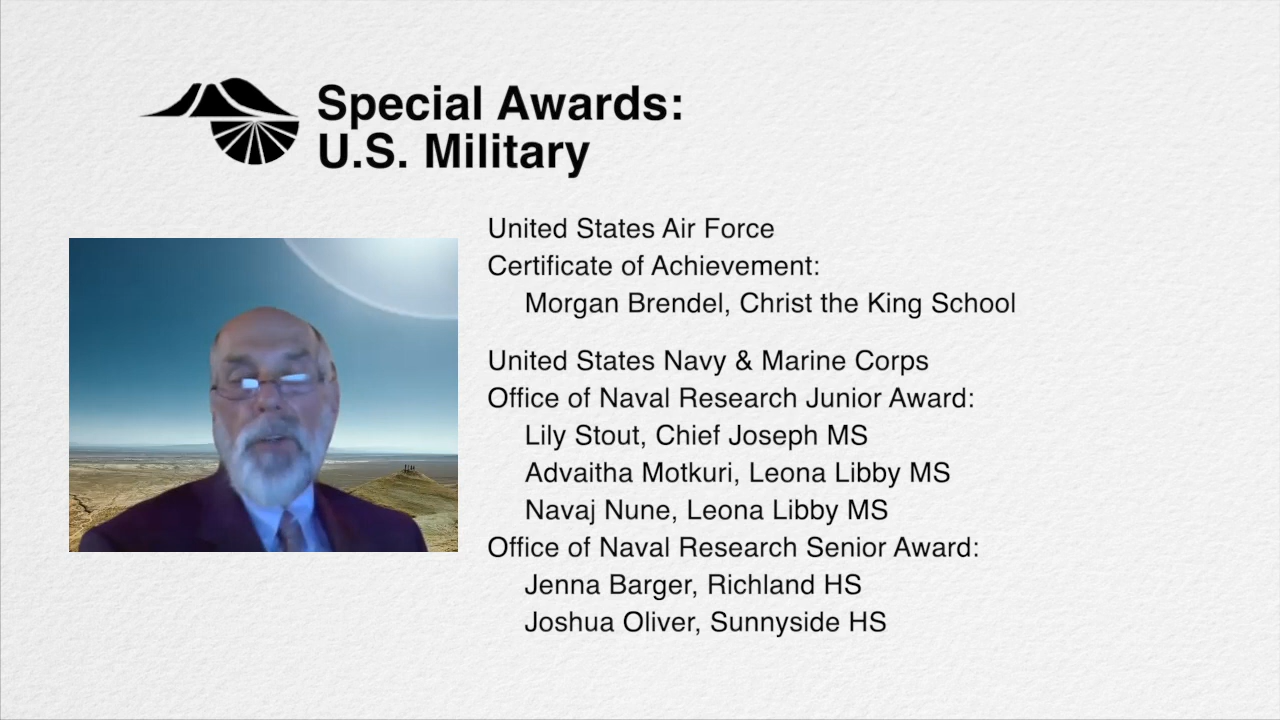 Special Awards:
U.S. Military
United States Air Force
Certificate of Achievement:
Morgan Brendel, Christ the King School
United States Navy & Marine Corps
Office of Naval Research Junior Award:
Lily Stout, Chief Joseph MS
Advaitha Motkuri, Leona Libby MS
Navaj Nune, Leona Libby MS
Office of Naval Research Senior Award:
Jenna Barger, Richland HS
Joshua Oliver, Sunnyside HS